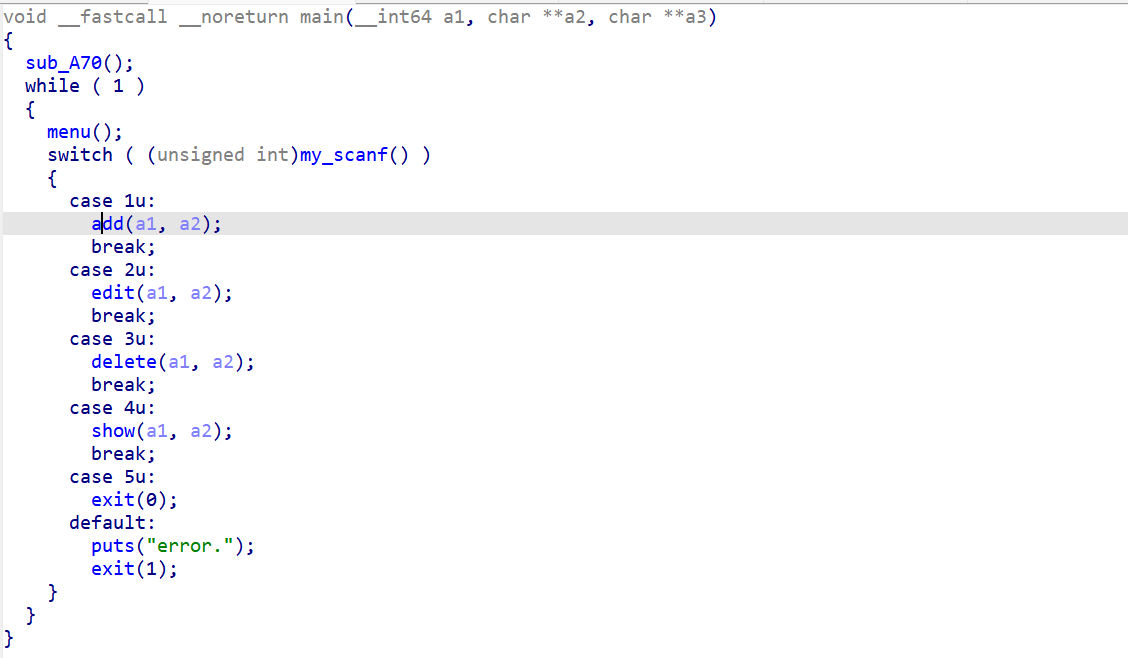 void __fastcall __noreturn main(__int64 a1, char **a2, char **a3)
{
  sub_A70();
  while ( 1 )
  {
    menu();
    switch ( (unsigned int)my_scanf() )
    {
      case 1u:
        add(a1, a2);
        break;
      case 2u:
        edit(a1, a2);
        break;
      case 3u:
        delete(a1, a2);
        break;
      case 4u:
        show(a1, a2);
        break;
      case 5u:
        exit(0);
      default:
        puts("error.");
        exit(1);
    }
  }
}